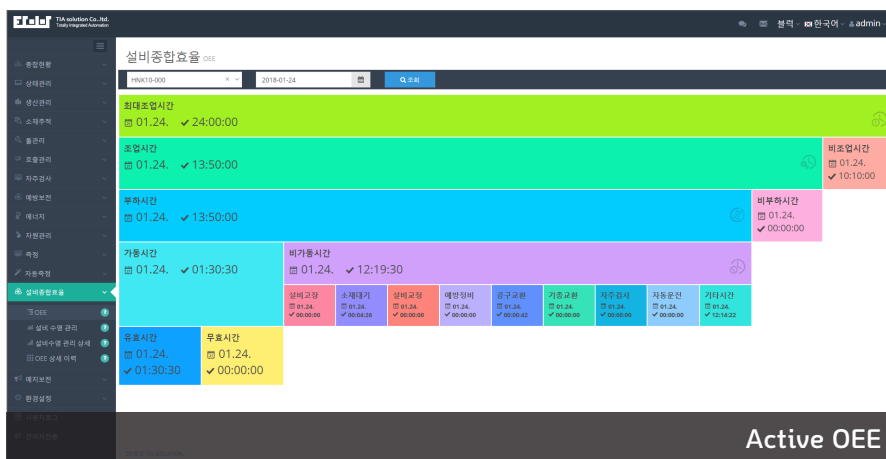 TIA solution Co.,ltd.
Totally Integrated Automation
블럭
한국어
admin
종합현황
상태관리
생산관리
소재추적
툴관리
호출관리
자주검사
예방보전
에너지
자원관리
측정
자동측정
설비종합효율
OEE
설비 수명 관리
설비수명 관리 상세
OEE 상세 이력
예지보전
환경설정
설비종합효율 OEE
HNK10-000 × 2018-01-24 조회
최대조업시간
01.24. 24:00:00
조업시간
01.24. 13:50:00
비조업시간
01.24.
10:10:00
부하시간
01.24. 13:50:00
비부하시간
01.24.
00:00:00
가동시간
01.24. 01:30:30
비가동시간
01.24. 12:19:30
설비고장
01.24.
00:00:00
소재대기
01.24.
00:04:26
설비교정
01.24.
00:00:00
예방정비
01.24.
00:00:00
공구교환
01.24.
00:00:42
기종교환
01.24.
00:00:00
자주검사
01.24.
00:00:00
자동운전
01.24.
00:00:00
기타시간
01.24.
12:14:22
유효시간
01.24.
01:30:30
무효시간
01.24.
00:00:00
Active OEE